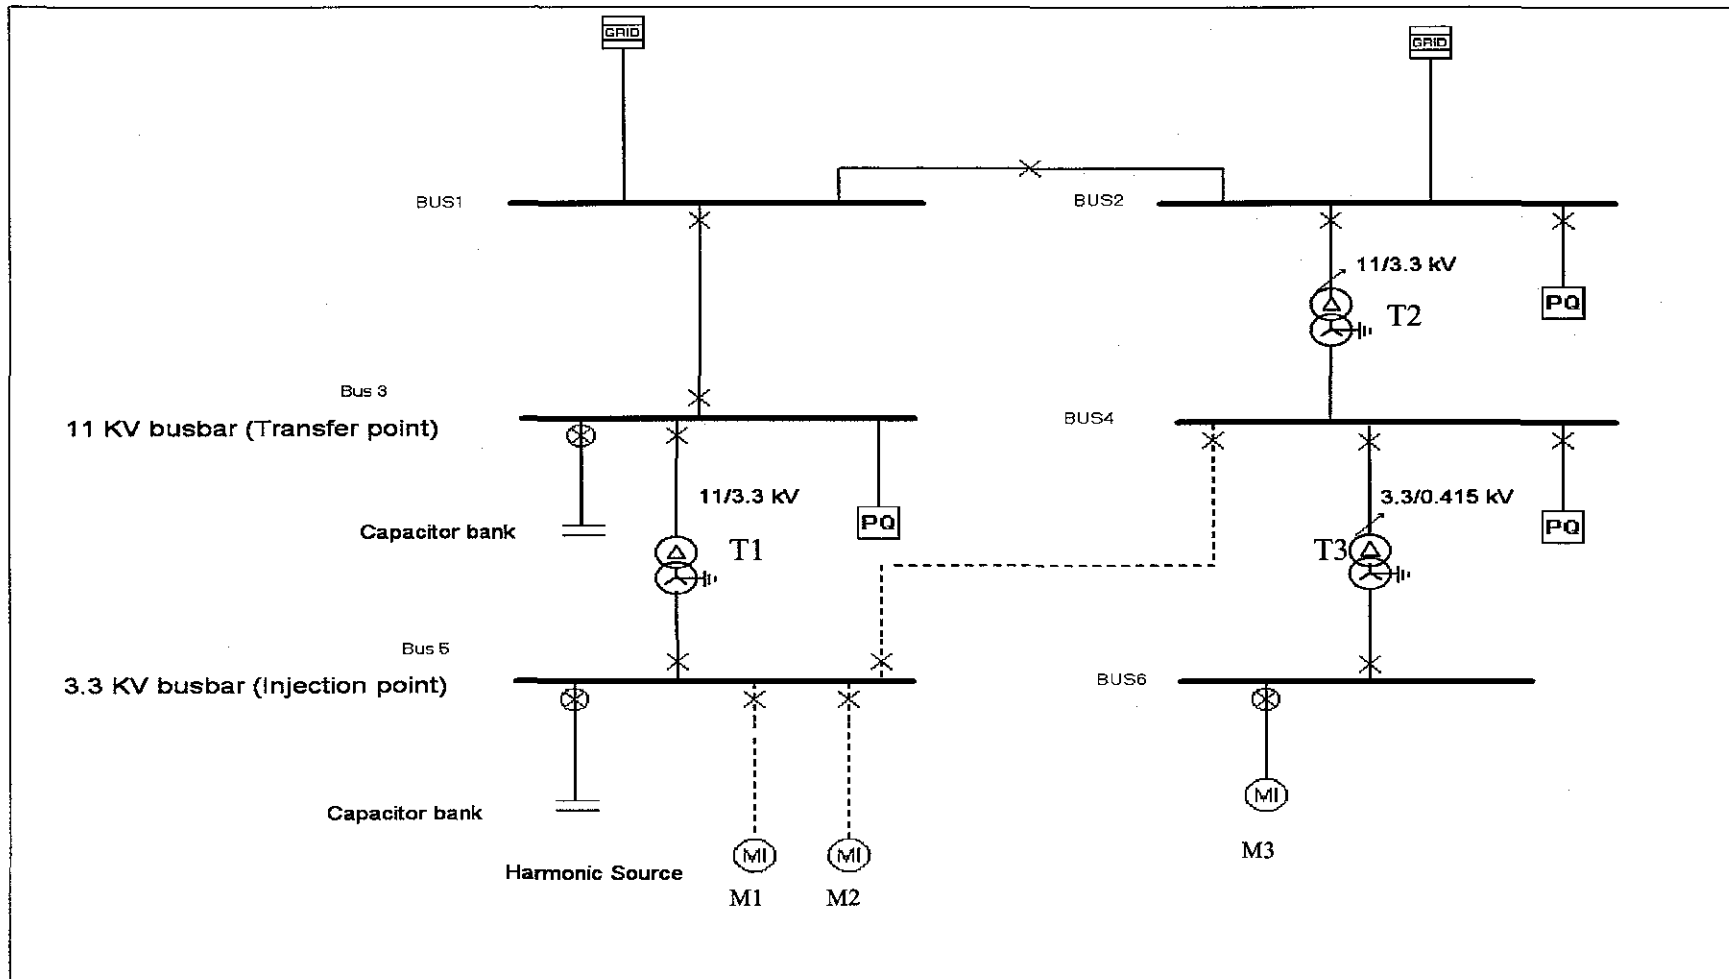 GRID
GRID
BUS1
BUS2
11/3.3 kV
PQ
T2
Bus 3
11 KV busbar (Transfer point)
BUS4
11/3.3 kV
3.3/0.415 kV
Capacitor bank
PQ
PQ
T1
T3
Bus 5
3.3 KV busbar (Injection point)
BUS6
Capacitor bank
MI
MI
MI
Harmonic Source
M1
M2
M3